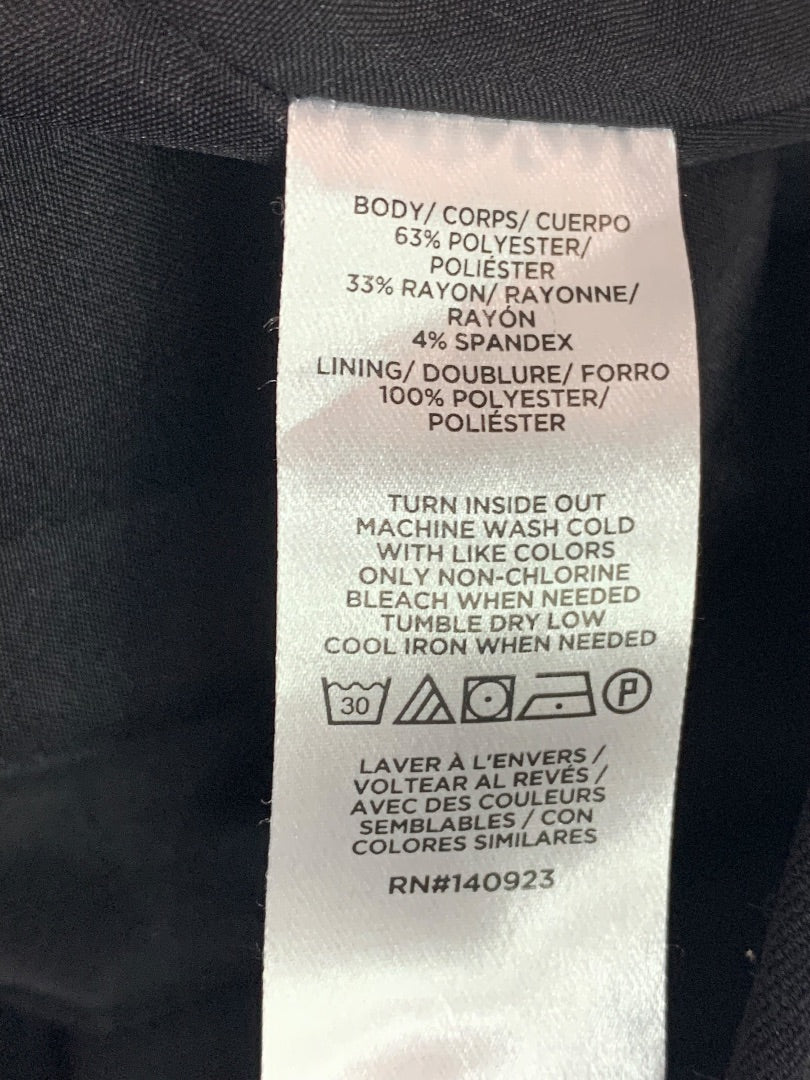 BODY/ CORPS/ CUERPO
63% POLYESTER/
POLIÉSTER
33% RAYON/ RAYONNE/
RAYÓN
4% SPANDEX
LINING/ DOUBLURE/ FORRO
100% POLYESTER/
POLIÉSTER
TURN INSIDE OUT
MACHINE WASH COLD
WITH LIKE COLORS
ONLY NON-CHLORINE
BLEACH WHEN NEEDED
TUMBLE DRY LOW
COOL IRON WHEN NEEDED
30 P
LAVER À L'ENVERS /
VOLTEAR AL REVÉS /
AVEC DES COULEURS
SEMBLABLES / CON
COLORES SIMILARES
RN#140923